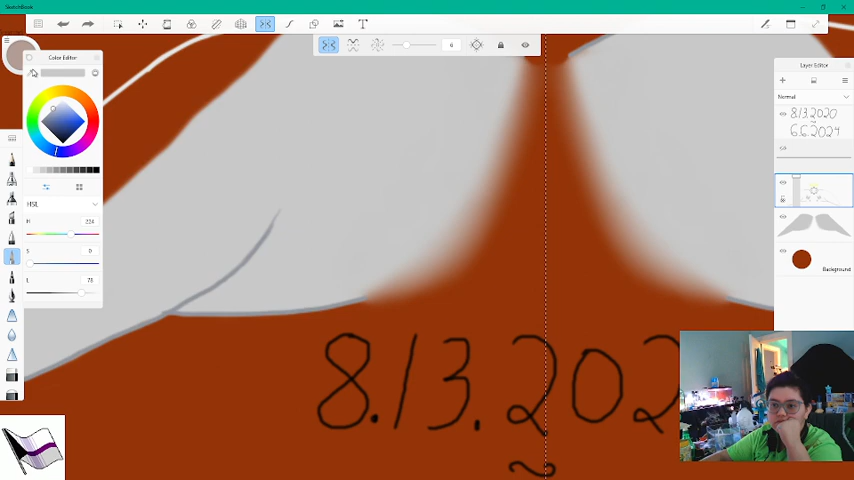 SketchBook
6
Color Editor
HSL
H 224
S 0
L 78
Layer Editor
Normal
8.13.2020
~
6.6.2024
Background
8.13.202
~